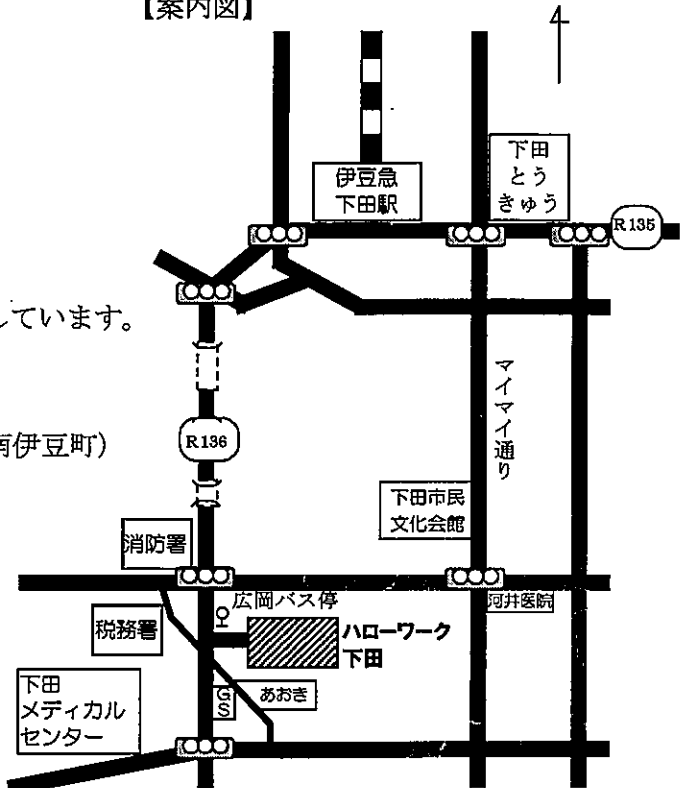 【案内図】
下田
とう
きゅう
伊豆急
下田駅
R135
しています。
マイマイ通り
南伊豆町）
R136
下田市民
文化会館
消防署
広岡バス停
河井医院
税務署
ハローワーク
下田
下田
メディカル
センター
GS
あおき